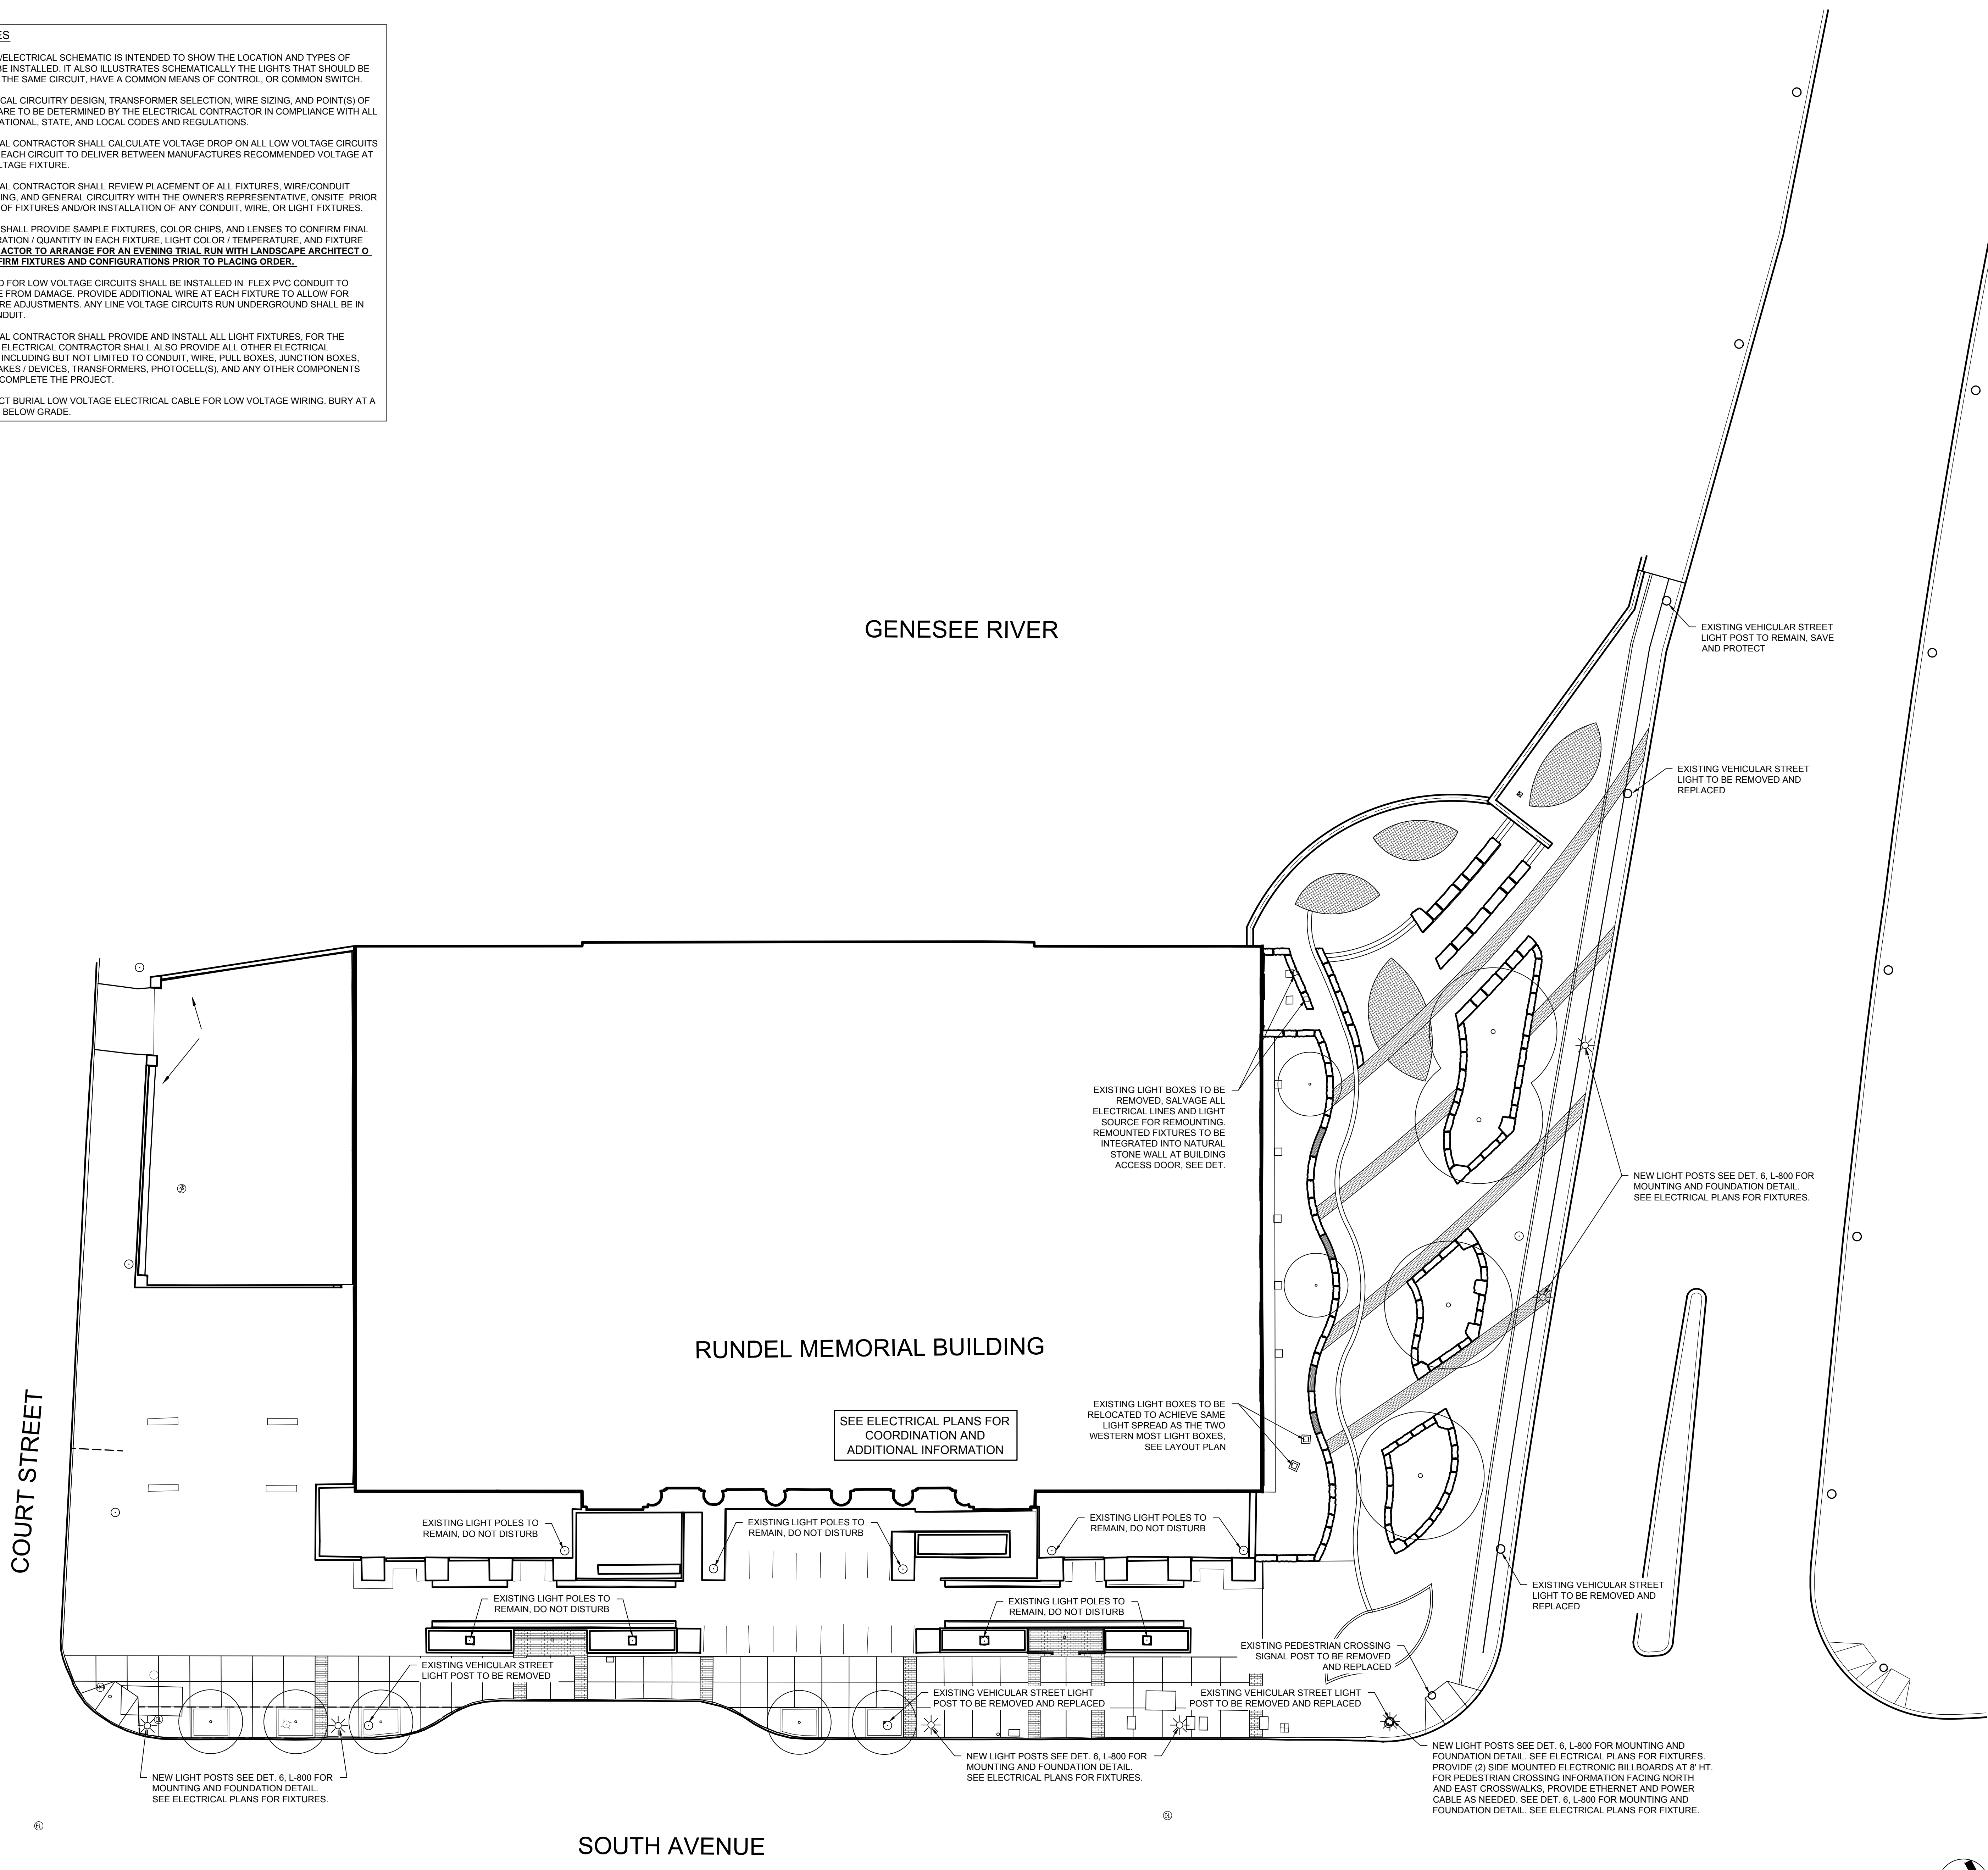 ES
/ELECTRICAL SCHEMATIC IS INTENDED TO SHOW THE LOCATION AND TYPES OF
BE INSTALLED. IT ALSO ILLUSTRATES SCHEMATICALLY THE LIGHTS THAT SHOULD BE
THE SAME CIRCUIT, HAVE A COMMON MEANS OF CONTROL, OR COMMON SWITCH.
CAL CIRCUITRY DESIGN, TRANSFORMER SELECTION, WIRE SIZING, AND POINT(S) OF
ARE TO BE DETERMINED BY THE ELECTRICAL CONTRACTOR IN COMPLIANCE WITH ALL
ATIONAL, STATE, AND LOCAL CODES AND REGULATIONS.
AL CONTRACTOR SHALL CALCULATE VOLTAGE DROP ON ALL LOW VOLTAGE CIRCUITS
EACH CIRCUIT TO DELIVER BETWEEN MANUFACTURES RECOMMENDED VOLTAGE AT
LTAGE FIXTURE.
AL CONTRACTOR SHALL REVIEW PLACEMENT OF ALL FIXTURES, WIRE/CONDUIT
ING, AND GENERAL CIRCUITRY WITH THE OWNER'S REPRESENTATIVE, ONSITE PRIOR
OF FIXTURES AND/OR INSTALLATION OF ANY CONDUIT, WIRE, OR LIGHT FIXTURES.
SHALL PROVIDE SAMPLE FIXTURES, COLOR CHIPS, AND LENSES TO CONFIRM FINAL
RATION / QUANTITY IN EACH FIXTURE, LIGHT COLOR / TEMPERATURE, AND FIXTURE
ACTOR TO ARRANGE FOR AN EVENING TRIAL RUN WITH LANDSCAPE ARCHITECT O
FIRM FIXTURES AND CONFIGURATIONS PRIOR TO PLACING ORDER.
D FOR LOW VOLTAGE CIRCUITS SHALL BE INSTALLED IN FLEX PVC CONDUIT TO
E FROM DAMAGE. PROVIDE ADDITIONAL WIRE AT EACH FIXTURE TO ALLOW FOR
RE ADJUSTMENTS. ANY LINE VOLTAGE CIRCUITS RUN UNDERGROUND SHALL BE IN
NDUIT.
AL CONTRACTOR SHALL PROVIDE AND INSTALL ALL LIGHT FIXTURES, FOR THE
ELECTRICAL CONTRACTOR SHALL ALSO PROVIDE ALL OTHER ELECTRICAL
INCLUDING BUT NOT LIMITED TO CONDUIT, WIRE, PULL BOXES, JUNCTION BOXES,
AKES / DEVICES, TRANSFORMERS, PHOTOCELL(S), AND ANY OTHER COMPONENTS
COMPLETE THE PROJECT.
CT BURIAL LOW VOLTAGE ELECTRICAL CABLE FOR LOW VOLTAGE WIRING. BURY AT A
BELOW GRADE.
GENESEE RIVER
EXISTING VEHICULAR STREET
LIGHT POST TO REMAIN, SAVE
AND PROTECT
EXISTING VEHICULAR STREET
LIGHT TO BE REMOVED AND
REPLACED
EXISTING LIGHT BOXES TO BE
REMOVED, SALVAGE ALL
ELECTRICAL LINES AND LIGHT
SOURCE FOR REMOUNTING.
REMOUNTED FIXTURES TO BE
INTEGRATED INTO NATURAL
STONE WALL AT BUILDING
ACCESS DOOR, SEE DET.
NEW LIGHT POSTS SEE DET. 6, L-800 FOR
MOUNTING AND FOUNDATION DETAIL.
SEE ELECTRICAL PLANS FOR FIXTURES.
RUNDEL MEMORIAL BUILDING
COURT STREET
SEE ELECTRICAL PLANS FOR
COORDINATION AND
ADDITIONAL INFORMATION
EXISTING LIGHT BOXES TO BE
RELOCATED TO ACHIEVE SAME
LIGHT SPREAD AS THE TWO
WESTERN MOST LIGHT BOXES,
SEE LAYOUT PLAN
EXISTING LIGHT POLES TO
REMAIN, DO NOT DISTURB
EXISTING LIGHT POLES TO
REMAIN, DO NOT DISTURB
EXISTING LIGHT POLES TO
REMAIN, DO NOT DISTURB
EXISTING VEHICULAR STREET
LIGHT TO BE REMOVED AND
REPLACED
EXISTING LIGHT POLES TO
REMAIN, DO NOT DISTURB
EXISTING LIGHT POLES TO
REMAIN, DO NOT DISTURB
EXISTING PEDESTRIAN CROSSING
SIGNAL POST TO BE REMOVED
AND REPLACED
EXISTING VEHICULAR STREET
LIGHT POST TO BE REMOVED
EXISTING VEHICULAR STREET LIGHT
POST TO BE REMOVED AND REPLACED
EXISTING VEHICULAR STREET LIGHT
POST TO BE REMOVED AND REPLACED
NEW LIGHT POSTS SEE DET. 6, L-800 FOR
MOUNTING AND FOUNDATION DETAIL.
SEE ELECTRICAL PLANS FOR FIXTURES.
NEW LIGHT POSTS SEE DET. 6, L-800 FOR
MOUNTING AND FOUNDATION DETAIL.
SEE ELECTRICAL PLANS FOR FIXTURES.
NEW LIGHT POSTS SEE DET. 6, L-800 FOR MOUNTING AND
FOUNDATION DETAIL. SEE ELECTRICAL PLANS FOR FIXTURES.
PROVIDE (2) SIDE MOUNTED ELECTRONIC BILLBOARDS AT 8' HT.
FOR PEDESTRIAN CROSSING INFORMATION FACING NORTH
AND EAST CROSSWALKS, PROVIDE ETHERNET AND POWER
CABLE AS NEEDED. SEE DET. 6, L-800 FOR MOUNTING AND
FOUNDATION DETAIL. SEE ELECTRICAL PLANS FOR FIXTURE.
SOUTH AVENUE